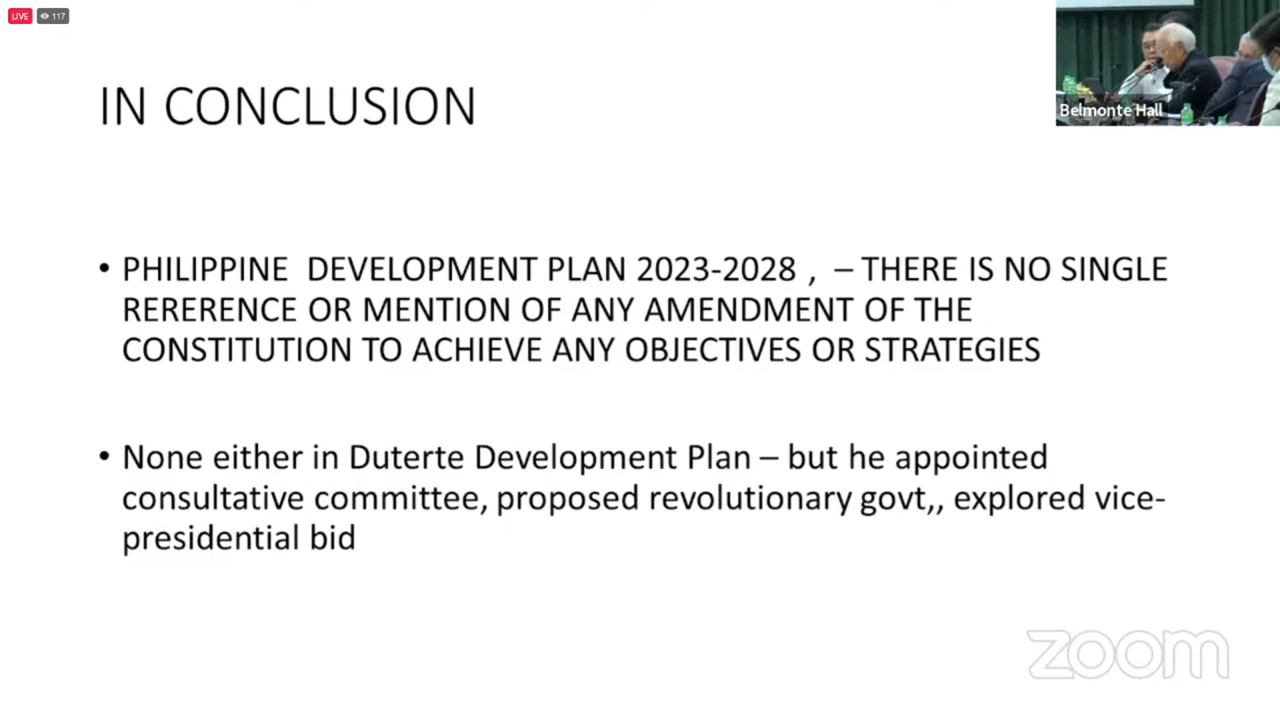 LIVE 117
Belmonte Hall
IN CONCLUSION
• PHILIPPINE  DEVELOPMENT PLAN 2023-2028 ,  – THERE IS NO SINGLE
RERERENCE OR MENTION OF ANY AMENDMENT OF THE
CONSTITUTION TO ACHIEVE ANY OBJECTIVES OR STRATEGIES
• None either in Duterte Development Plan – but he appointed
consultative committee, proposed revolutionary govt,, explored vice-
presidential bid
zoom